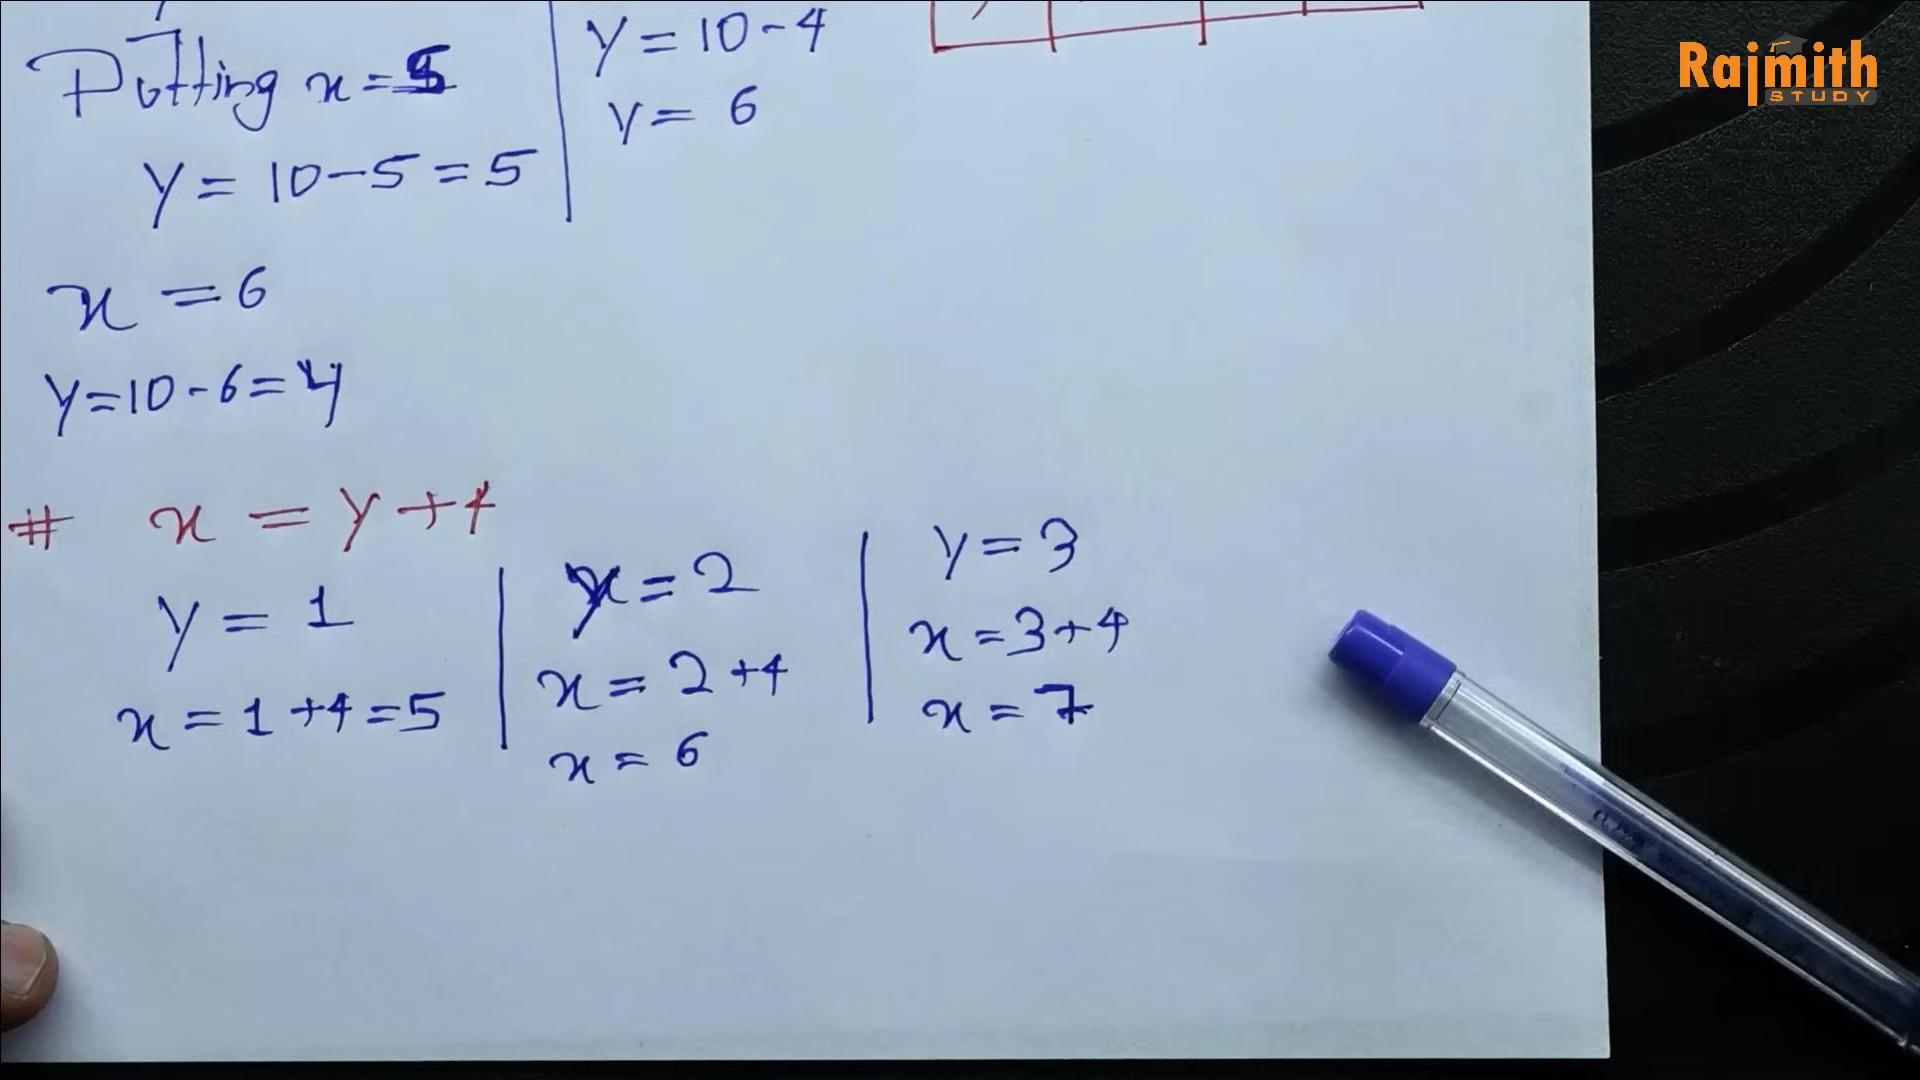 Putting x = 5
y = 10 - 5 = 5
y = 10 - 4
y = 6
x = 6
y = 10 - 6 = 4
# x = y + 4
y = 1
x = 1 + 4 = 5
y = 2
x = 2 + 4
x = 6
y = 3
x = 3 + 4
x = 7
Rajmith
STUDY